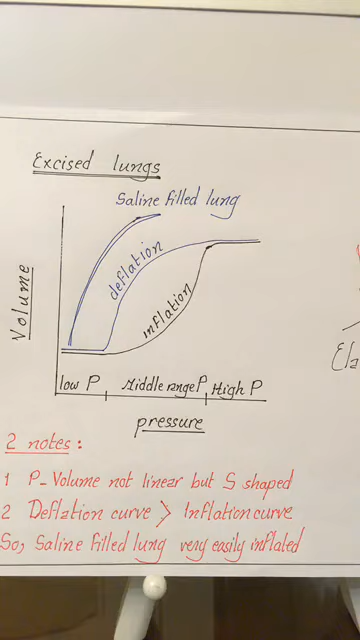 Excised lungs
Saline filled lung
Volume
deflation
inflation
low P Middle range P High P
pressure
2 notes:
1 P_Volume not linear but S shaped
2 Deflation curve > Inflation curve
So, Saline filled lung very easily inflated